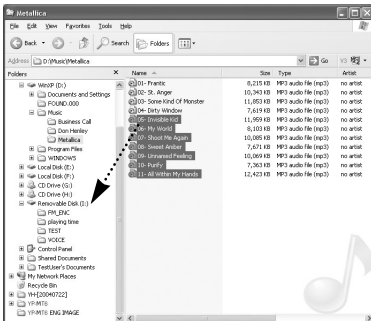 Metallica
File Edit View Favorites Tools Help
Back Search Folders
Address D:\Music\Metallica Go V3
Folders × Name Size Type Artist
WinXP (D:)
Documents and Settings
FOUND.000
Music
Business Call
Don Henley
Metallica
Program Files
WINDOWS
Local Disk (E:)
Local Disk (F:)
CD Drive (G:)
CD Drive (H:)
Removable Disk (I:)
FM_ENC
playing time
TEST
VOICE
Control Panel
Shared Documents
TestUser's Documents
My Network Places
Recycle Bin
YH-[20040722]
YP-MT6
YP-MT6 ENG IMAGE
01- Frantic 8,215 KB MP3 audio file (mp3) no artist
02- St. Anger 10,343 KB MP3 audio file (mp3) no artist
03- Some Kind Of Monster 11,853 KB MP3 audio file (mp3) no artist
04- Dirty Window 7,619 KB MP3 audio file (mp3) no artist
05- Invisible Kid 11,959 KB MP3 audio file (mp3) no artist
06- My World 8,103 KB MP3 audio file (mp3) no artist
07- Shoot Me Again 10,085 KB MP3 audio file (mp3) no artist
08- Sweet Amber 7,671 KB MP3 audio file (mp3) no artist
09- Unnamed Feeling 10,069 KB MP3 audio file (mp3) no artist
10- Purify 7,363 KB MP3 audio file (mp3) no artist
11- All Within My Hands 12,423 KB MP3 audio file (mp3) no artist